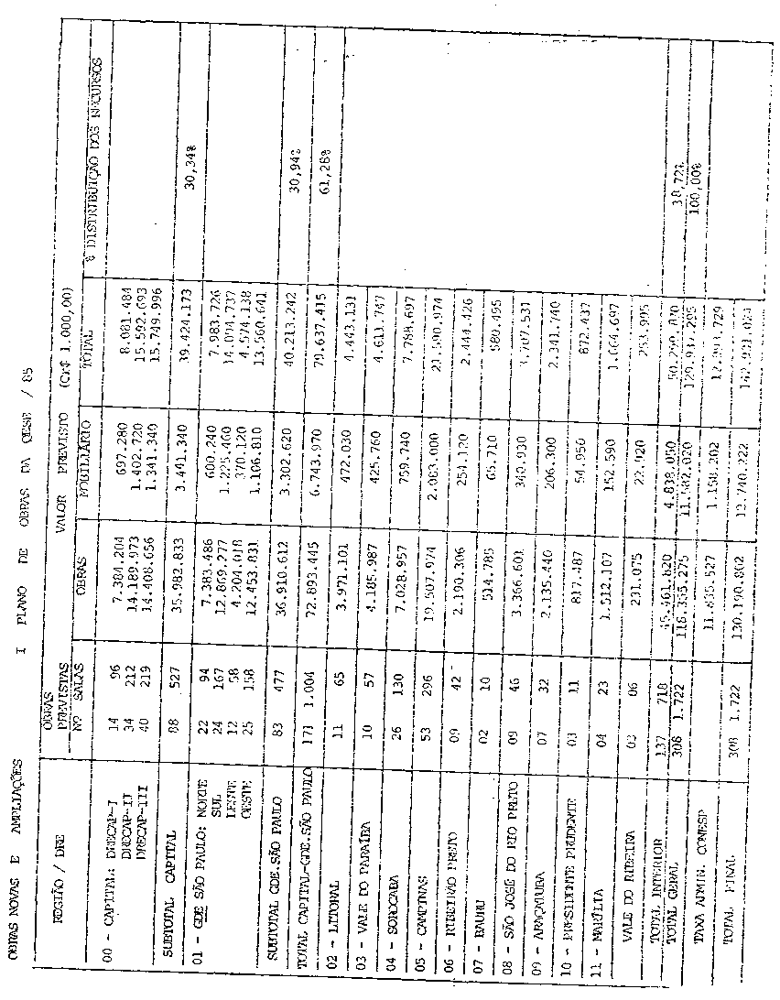 OBRAS NOVAS E AMPLIAÇÕES I PLANO DE OBRAS DA QESE / 85
REGIÃO / DRE OBRAS PREVISTAS VALOR PREVISTO (Cr$ 1.000,00) % DISTRIBUIÇÃO DOS RECURSOS
Nº SALAS OBRAS MOBILIÁRIO TOTAL
00 - CAPITAL: DRECAP-I 14 96 7.384.204 697.280 8.081.484
DRECAP-II 34 212 14.189.973 1.402.720 15.592.693
DRECAP-III 40 219 14.408.656 1.341.340 15.749.996
SUBTOTAL CAPITAL 88 527 35.982.833 3.441.340 39.424.173 30,34%
01 - GDE SÃO PAULO: NORTE 22 94 7.383.486 600.240 7.983.726
SUL 24 167 12.869.277 1.225.460 14.094.737
LESTE 12 58 4.204.018 370.120 4.574.138
OESTE 25 158 12.453.831 1.106.810 13.560.641
SUBTOTAL GDE.SÃO PAULO 83 477 36.910.612 3.302.620 40.213.242 30,94%
TOTAL CAPITAL-GDE.SÃO PAULO 171 1.004 72.893.445 6.743.970 79.637.415 61,28%
02 - LITORAL 11 65 3.971.101 472.030 4.443.131
03 - VALE DO PARAÍBA 10 57 4.185.987 425.760 4.611.747
04 - SOROCABA 26 130 7.028.957 759.740 7.788.697
05 - CAMPINAS 53 296 19.507.974 2.083.000 21.590.974
06 - RIBEIRÃO PRETO 09 42 2.190.306 254.120 2.444.426
07 - BAURU 02 10 514.785 65.710 580.495
08 - SÃO JOSÉ DO RIO PRETO 09 46 3.366.601 340.930 3.707.531
09 - ARAÇATUBA 07 32 2.135.440 206.300 2.341.740
10 - PRESIDENTE PRUDENTE 03 11 817.487 54.950 872.437
11 - MARÍLIA 04 23 1.512.107 152.590 1.664.697
VALE DO RIBEIRA 03 06 231.075 22.920 253.995
TOTAL INTERIOR 137 718 45.461.820 4.838.050 38,72%
TOTAL GERAL 308 1.722 118.355.275 11.582.020 100,00%
TAXA ADMIN. CONESP 11.835.527 1.158.202 12.993.729
TOTAL FINAL 308 1.722 130.190.802 12.740.222